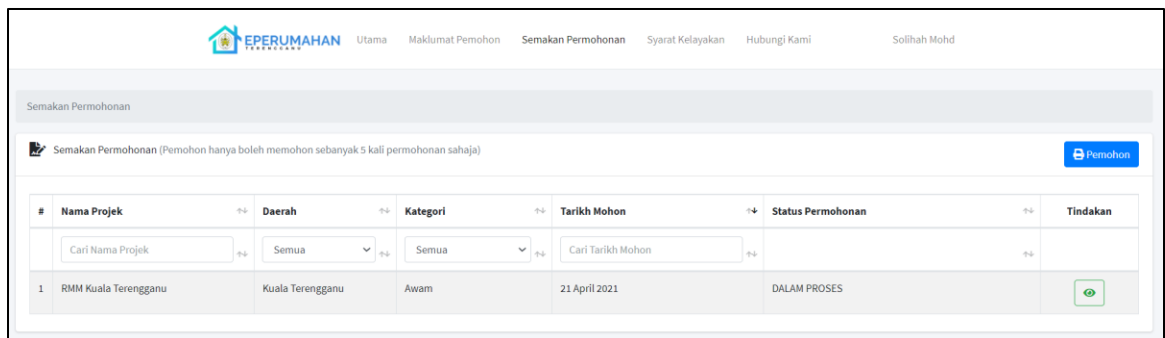 EPERUMAHAN
TERENGGANU
Utama
Maklumat Pemohon
Semakan Permohonan
Syarat Kelayakan
Hubungi Kami
Solihah Mohd
Semakan Permohonan
Semakan Permohonan (Pemohon hanya boleh memohon sebanyak 5 kali permohonan sahaja)
Pemohon
# Nama Projek Daerah Kategori Tarikh Mohon Status Permohonan Tindakan
Cari Nama Projek Semua Semua Cari Tarikh Mohon
1 RMM Kuala Terengganu Kuala Terengganu Awam 21 April 2021 DALAM PROSES